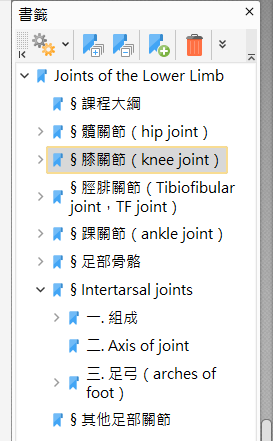 書籤
Joints of the Lower Limb
§ 課程大綱
§ 髖關節（hip joint）
§ 膝關節（knee joint）
§ 脛腓關節（Tibiofibular
joint，TF joint）
§ 踝關節（ankle joint）
§ 足部骨骼
§ Intertarsal joints
一. 組成
二. Axis of joint
三. 足弓（arches of
foot）
§ 其他足部關節